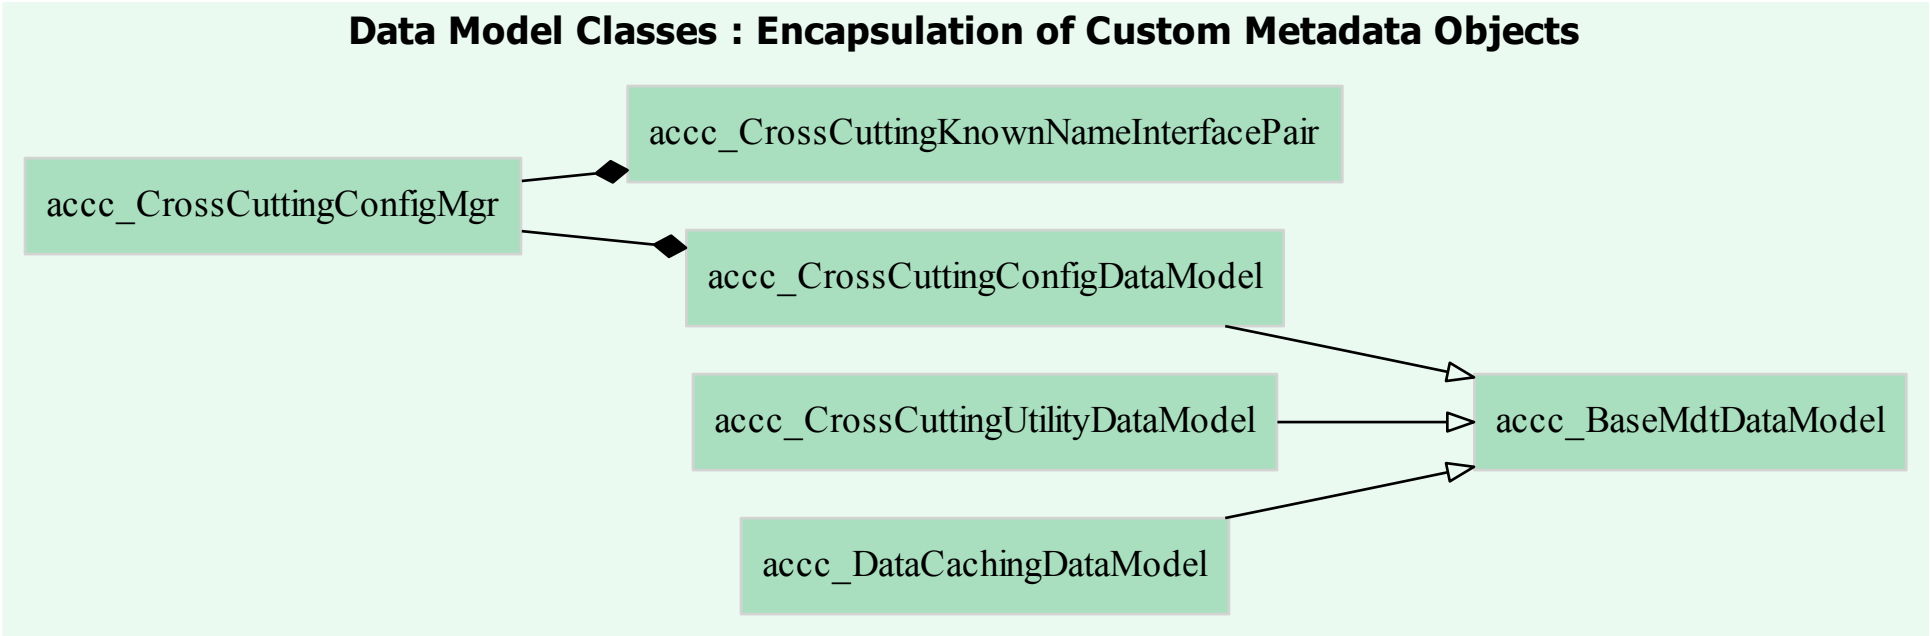 Data Model Classes : Encapsulation of Custom Metadata Objects
accc_CrossCuttingKnownNameInterfacePair
accc_CrossCuttingConfigMgr
accc_CrossCuttingConfigDataModel
accc_CrossCuttingUtilityDataModel
accc_BaseMdtDataModel
accc_DataCachingDataModel